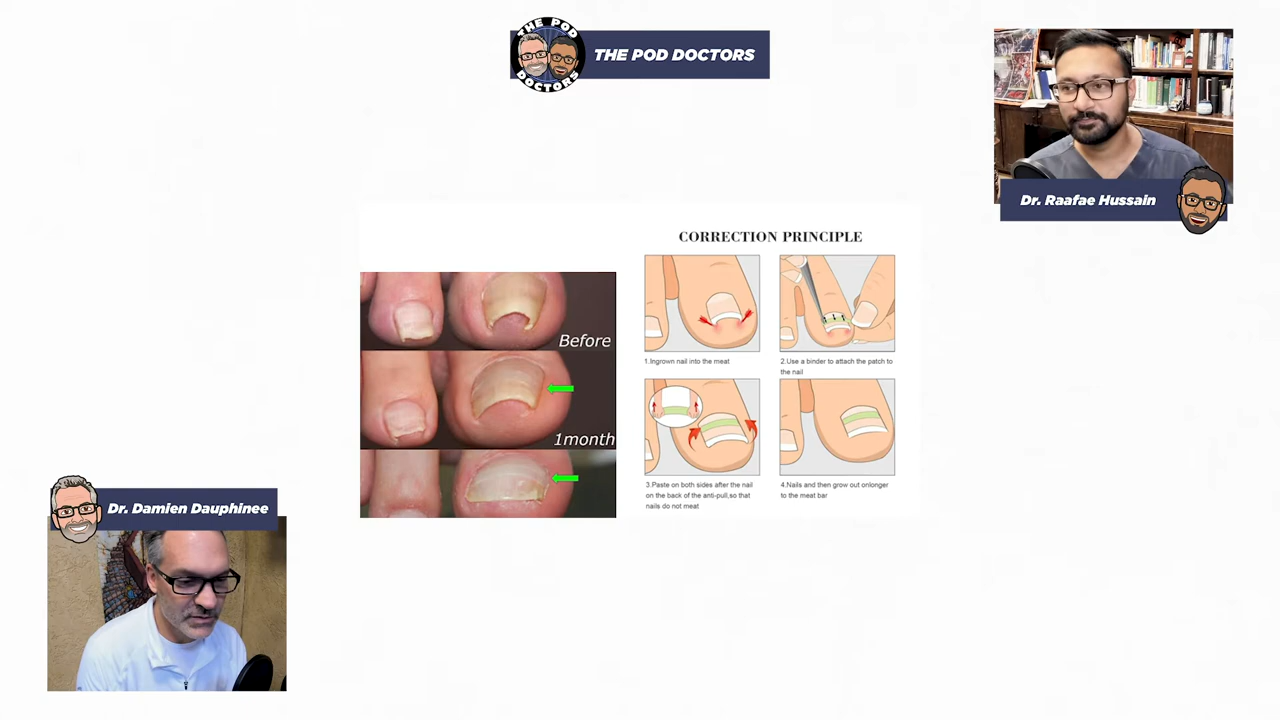 THE POD
DOCTORS
THE POD DOCTORS
Dr. Raafae Hussain
CORRECTION PRINCIPLE
Before
1month
1.Ingrown nail into the meat
2.Use a binder to attach the patch to
the nail
3.Paste on both sides after the nail
on the back of the anti-pull,so that
nails do not meat
4.Nails and then grow out onlonger
to the meat bar
Dr. Damien Dauphinee